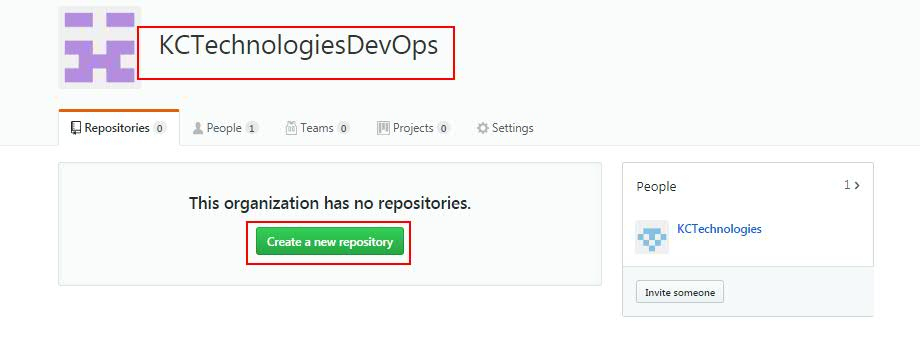 KCTechnologiesDevOps
Repositories 0 People 1 Teams 0 Projects 0 Settings
This organization has no repositories.
Create a new repository
People 1 >
KCTechnologies
Invite someone